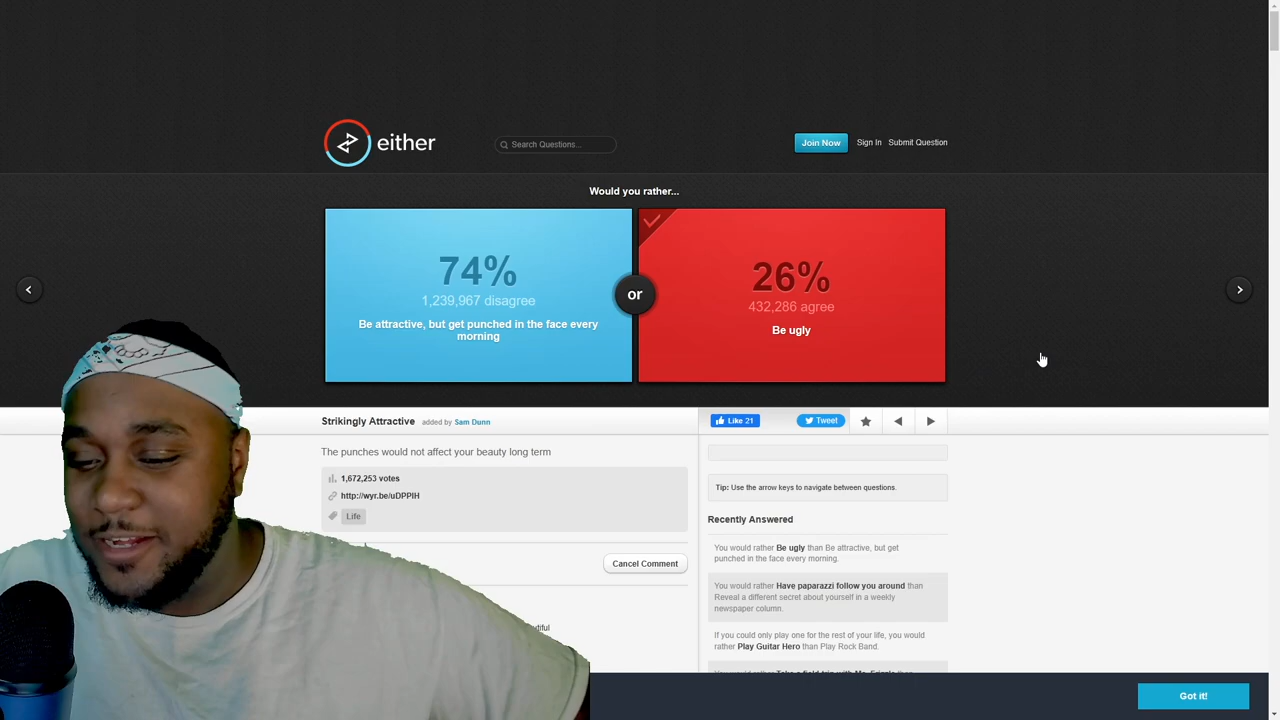 either
Search Questions...
Join Now
Sign In
Submit Question
Would you rather...
74%
1,239,967 disagree
Be attractive, but get punched in the face every
morning
or
26%
432,286 agree
Be ugly
Strikingly Attractive
added by Sam Dunn
Like 21
Tweet
The punches would not affect your beauty long term
1,672,253 votes
http://wyr.be/uDPPIH
Life
Cancel Comment
Tip: Use the arrow keys to navigate between questions.
Recently Answered
You would rather Be ugly than Be attractive, but get
punched in the face every morning.
You would rather Have paparazzi follow you around than
Reveal a different secret about yourself in a weekly
newspaper column.
If you could only play one for the rest of your life, you would
rather Play Guitar Hero than Play Rock Band.
Got it!